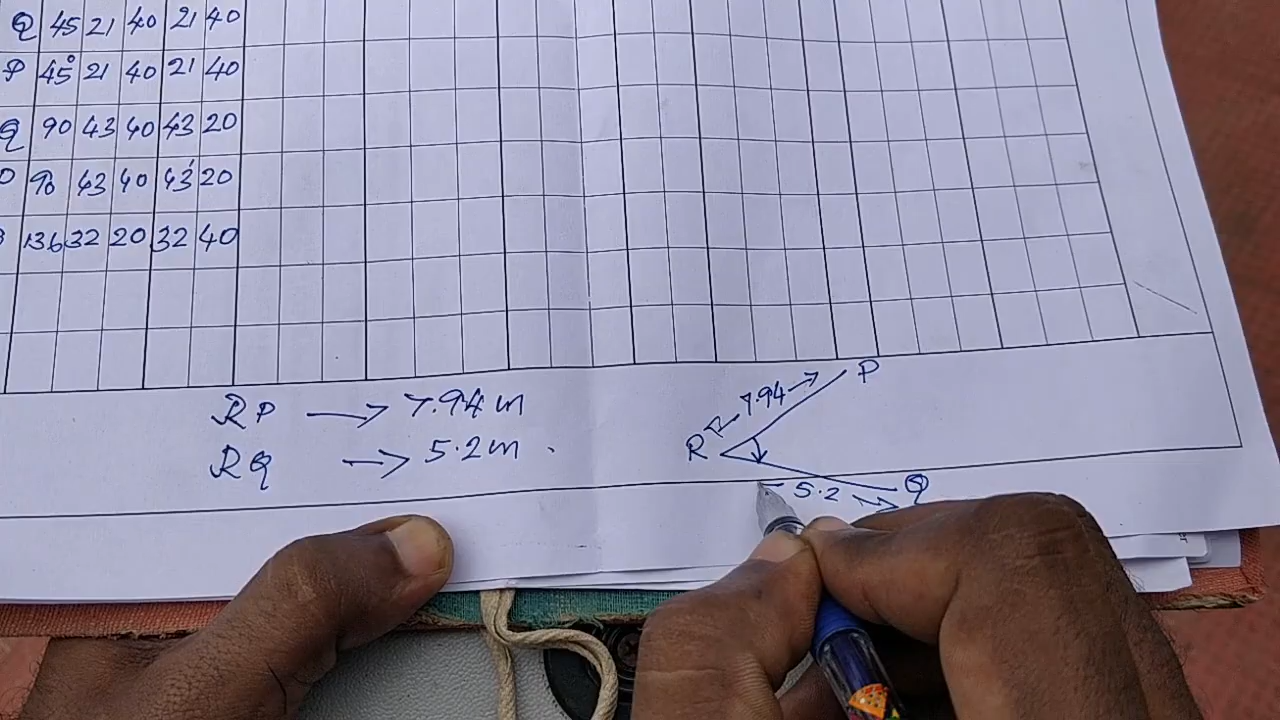 Q 45 21 40 21 40
P 45° 21 40 21 40
Q 90 43 40 43 20
90 43 40 43' 20
136 32 20 32 40
RP → 7.94 m
RQ → 5.2 m.
P
7.94
R
5.2
Q